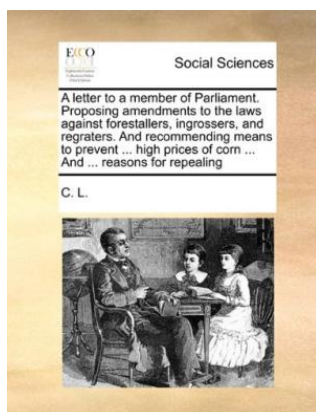 ECCO
Social Sciences
A letter to a member of Parliament.
Proposing amendments to the laws
against forestallers, ingrossers, and
regraters. And recommending means
to prevent ... high prices of corn ...
And ... reasons for repealing
C. L.